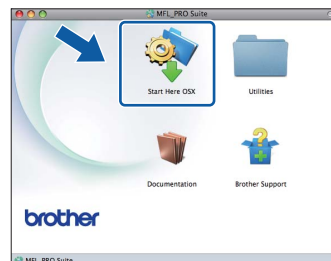 MFL_PRO Suite
Start Here OSX
Utilities
Documentation
Brother Support
brother
MFL_PRO Suite